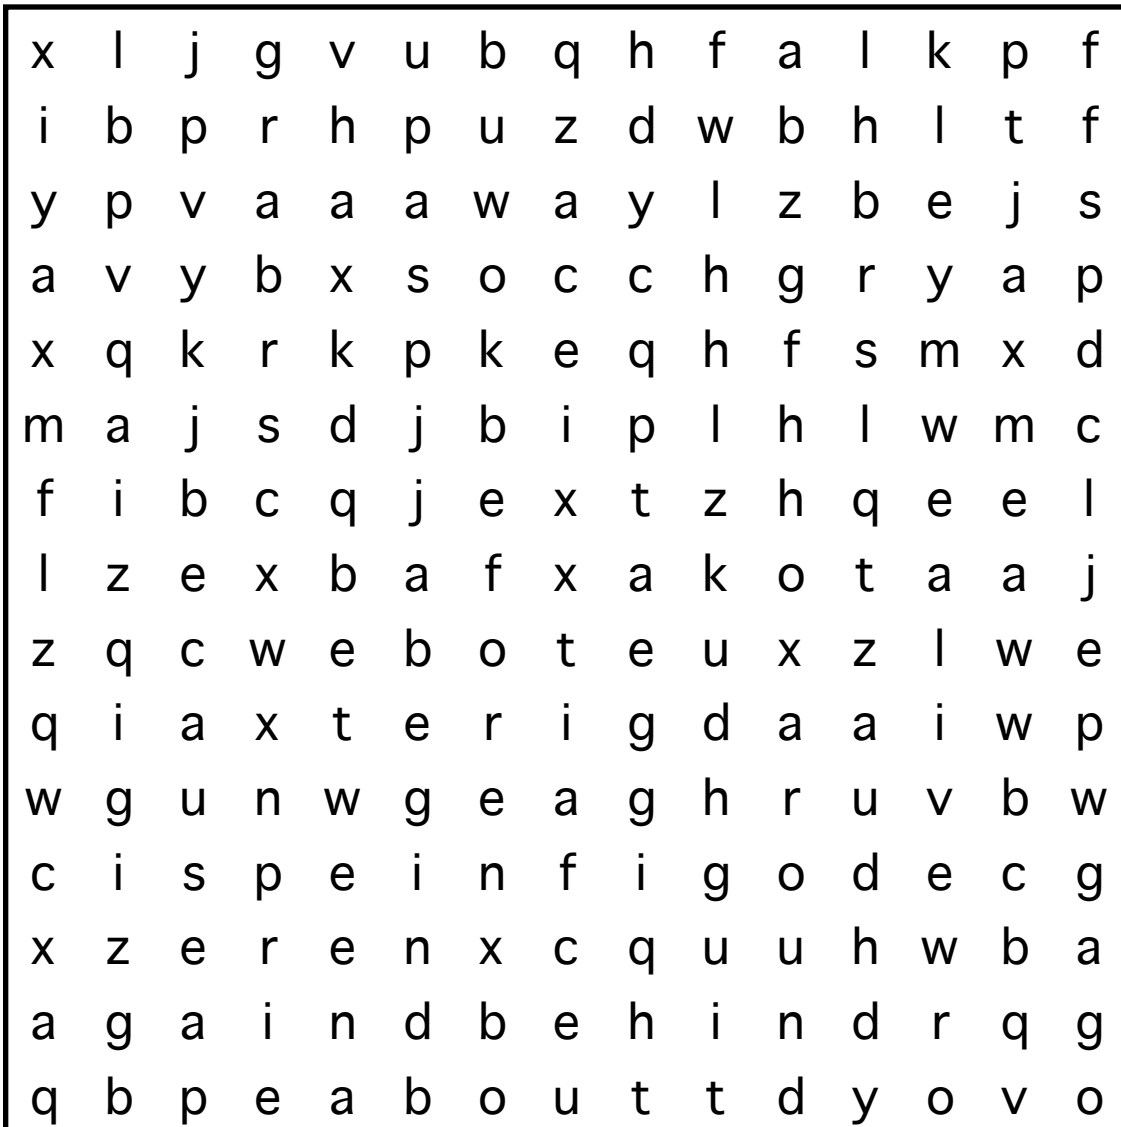 x l j g v u b q h f a l k p f
i b p r h p u z d w b h l t f
y p v a a a w a y l z b e j s
a v y b x s o c c h g r y a p
x q k r k p k e q h f s m x d
m a j s d j b i p l h l w m c
f i b c q j e x t z h q e e l
l z e x b a f x a k o t a a j
z q c w e b o t e u x z l w e
q i a x t e r i g d a a i w p
w g u n w g e a g h r u v b w
c i s p e i n f i g o d e c g
x z e r e n x c q u u h w b a
a g a i n d b e h i n d r q g
q b p e a b o u t t d y o v o